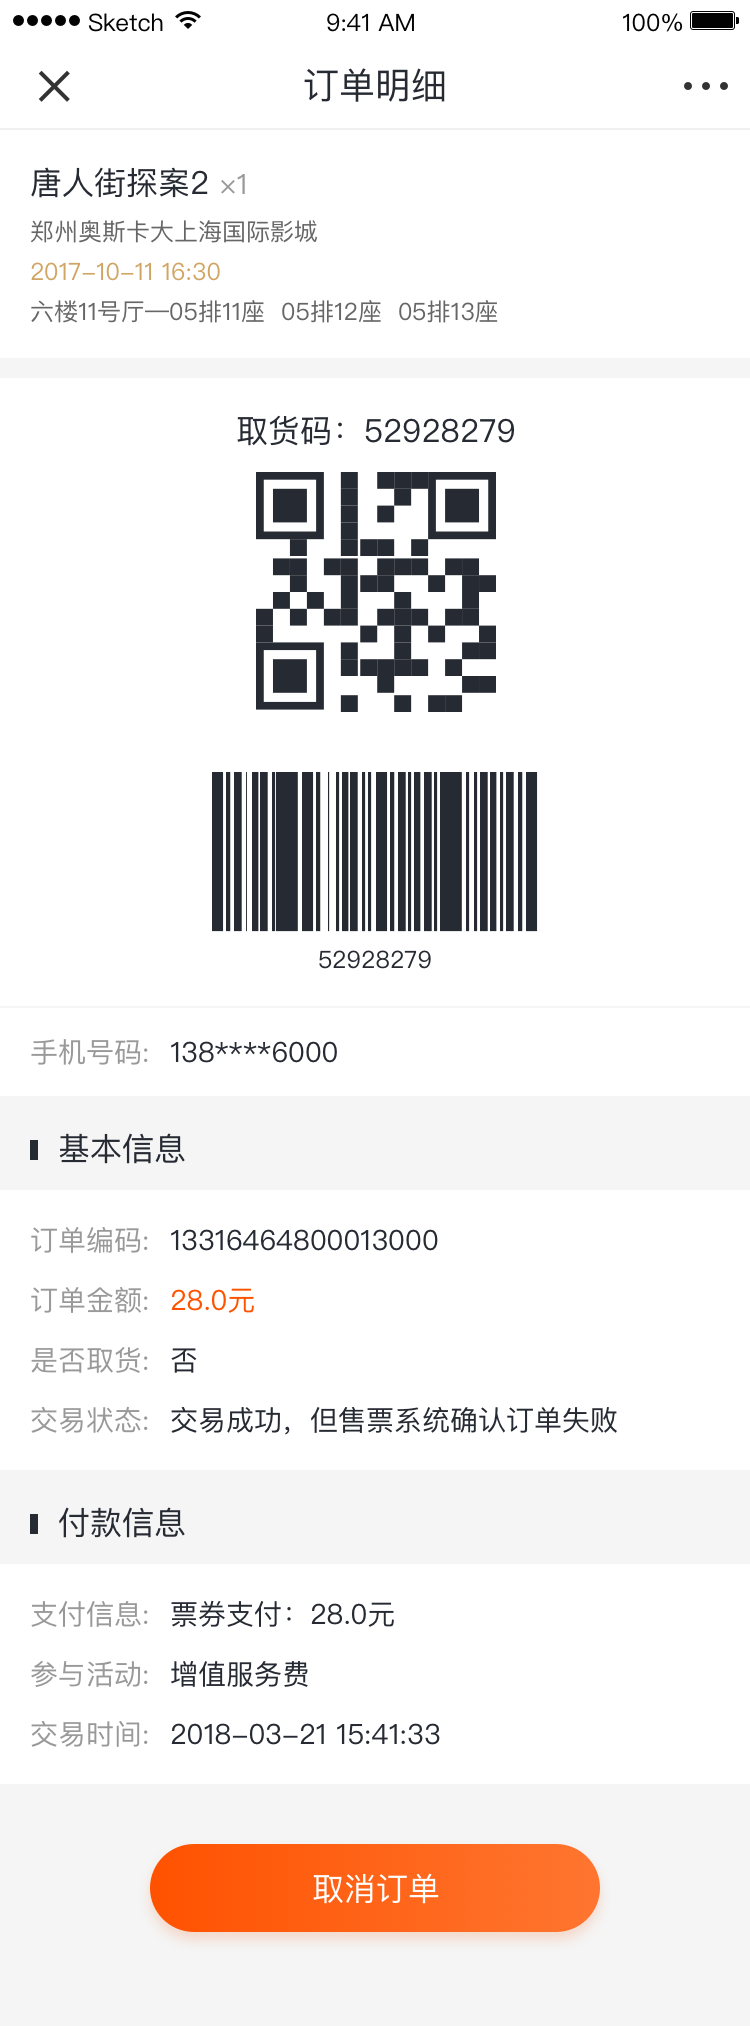 Sketch 9:41 AM 100%
订单明细
唐人街探案2 ×1
郑州奥斯卡大上海国际影城
2017-10-11 16:30
六楼11号厅—05排11座 05排12座 05排13座
取货码：52928279
52928279
手机号码: 138****6000
基本信息
订单编码: 13316464800013000
订单金额: 28.0元
是否取货: 否
交易状态: 交易成功，但售票系统确认订单失败
付款信息
支付信息: 票券支付：28.0元
参与活动: 增值服务费
交易时间: 2018-03-21 15:41:33
取消订单